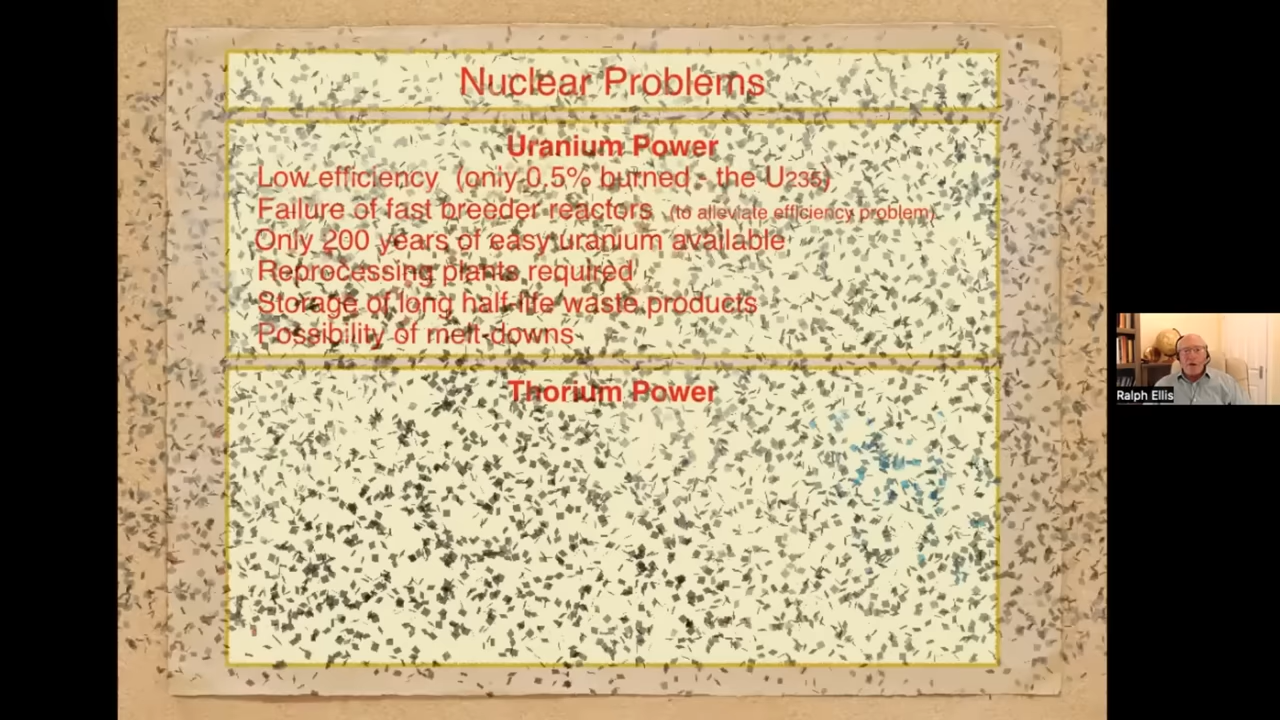 Nuclear Problems
Uranium Power
Low efficiency (only 0.5% burned - the U235)
Failure of fast breeder reactors (to alleviate efficiency problem).
Only 200 years of easy uranium available
Reprocessing plants required
Storage of long half-life waste products
Possibility of melt-downs
Thorium Power
Ralph Ellis